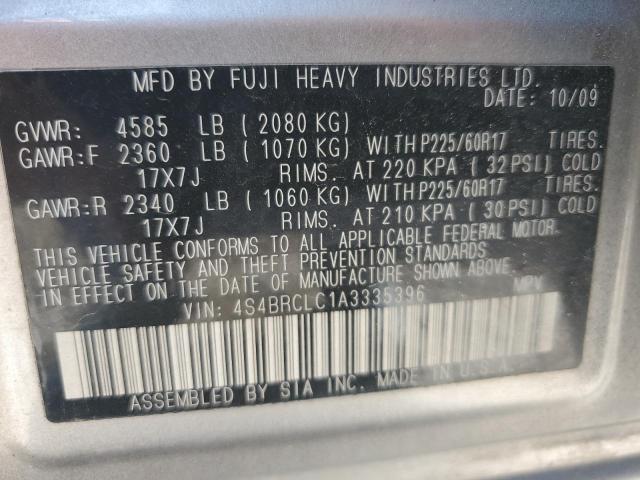 MFD BY FUJI HEAVY INDUSTRIES LTD.
DATE: 10/09
GVWR: 4585 LB ( 2080 KG)
GAWR:F 2360 LB ( 1070 KG) WITH P225/60R17 TIRES.
17X7J RIMS. AT 220 KPA ( 32 PSI) COLD
GAWR:R 2340 LB ( 1060 KG) WITH P225/60R17 TIRES.
17X7J RIMS. AT 210 KPA ( 30 PSI) COLD
THIS VEHICLE CONFORMS TO ALL APPLICABLE FEDERAL MOTOR.
VEHICLE SAFETY AND THEFT PREVENTION STANDARDS
IN EFFECT ON THE DATE OF MANUFACTURE SHOWN ABOVE.
VIN: 4S4BRCLC1A3335396 MPV
ASSEMBLED BY SIA INC. MADE IN U.S.A.